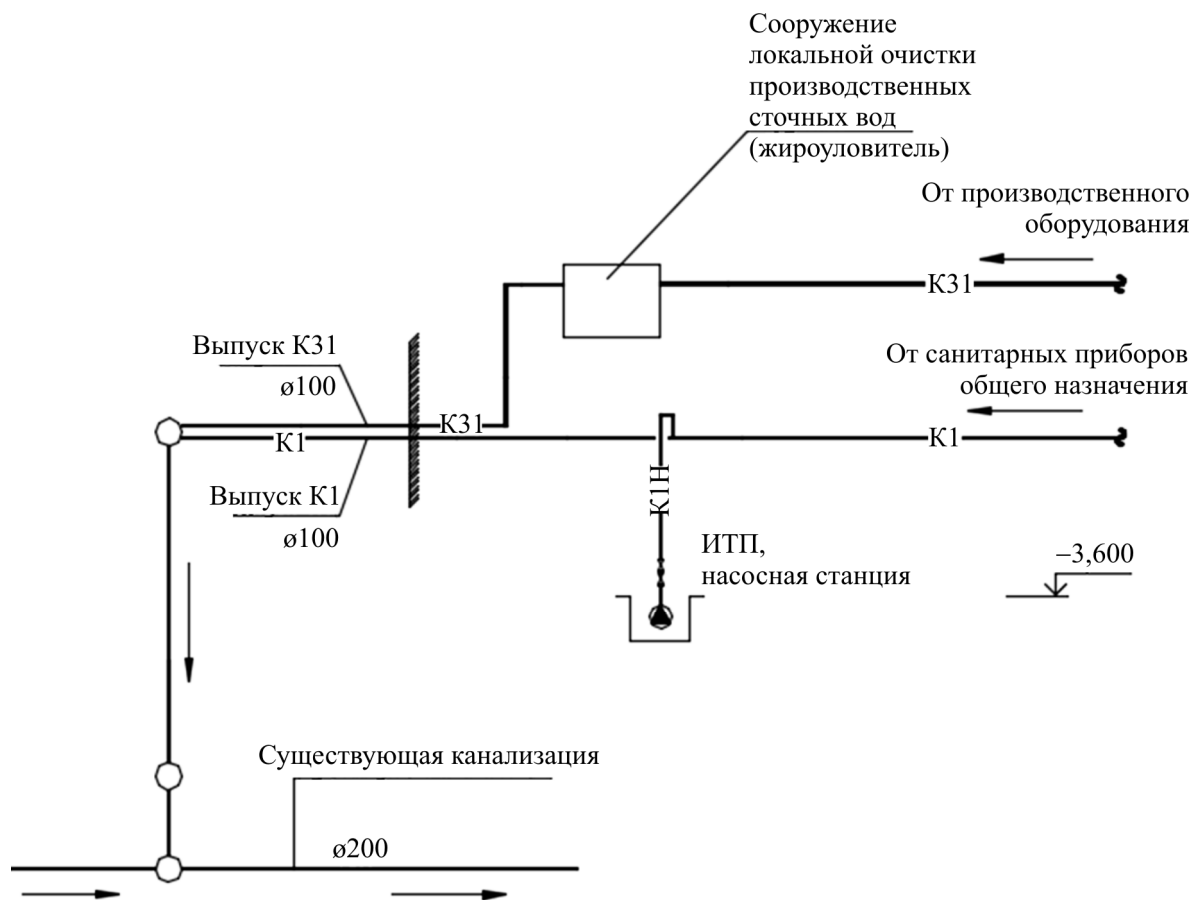 Сооружение
локальной очистки
производственных
сточных вод
(жироуловитель)
От производственного
оборудования
К31
Выпуск К31
ø100
От санитарных приборов
общего назначения
К31
К1
К1
К1Н
Выпуск К1
ø100
ИТП,
насосная станция
–3,600
Существующая канализация
ø200